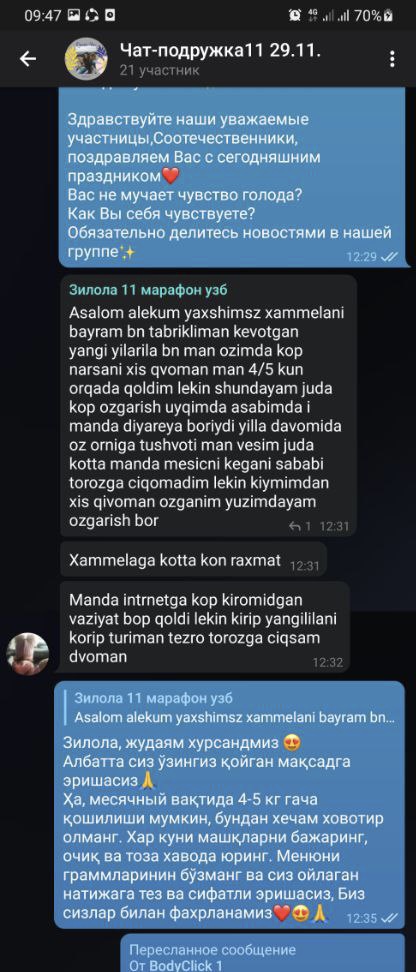 09:47
4G
70%
Чат-подружка11 29.11.
21 участник
Здравствуйте наши уважаемые
участницы,Соотечественники,
поздравляем Вас с сегодняшним
праздником❤️
Вас не мучает чувство голода?
Как Вы себя чувствуете?
Обязательно делитесь новостями в нашей
группе✨
12:29
Зилола 11 марафон узб
Asalom alekum yaxshimsz xammelani
bayram bn tabrikliman kevotgan
yangi yilarila bn man ozimda kop
narsani xis qvoman man 4/5 kun
orqada qoldim lekin shundayam juda
kop ozgarish uyqimda asabimda i
manda diyareya boriydi yilla davomida
oz orniga tushvoti man vesim juda
kotta manda mesicni kegani sababi
torozga ciqomadim lekin kiymimdan
xis qivoman ozganim yuzimdayam
ozgarish bor
1 12:31
Xammelaga kotta kon raxmat 12:31
Manda intrnetga kop kiromidgan
vaziyat bop qoldi lekin kirip yangililani
korip turiman tezro torozga ciqsam
dvoman
12:32
Зилола 11 марафон узб
Asalom alekum yaxshimsz xammelani bayram bn...
Зилола, жудаям хурсандмиз 😍
Албатта сиз ўзингиз қойган мақсадга
эришасиз🙏
Ҳа, месячный вақтида 4-5 кг гача
қошилиши мумкин, бундан хечам ховотир
олманг. Хар куни машқларни бажаринг,
очиқ ва тоза хавода юринг. Менюни
граммларинин бўзманг ва сиз ойлаган
натижага тез ва сифатли эришасиз, Биз
сизлар билан фахрланамиз❤️😍🙏 12:35
Пересланное сообщение
От BodyClick 1